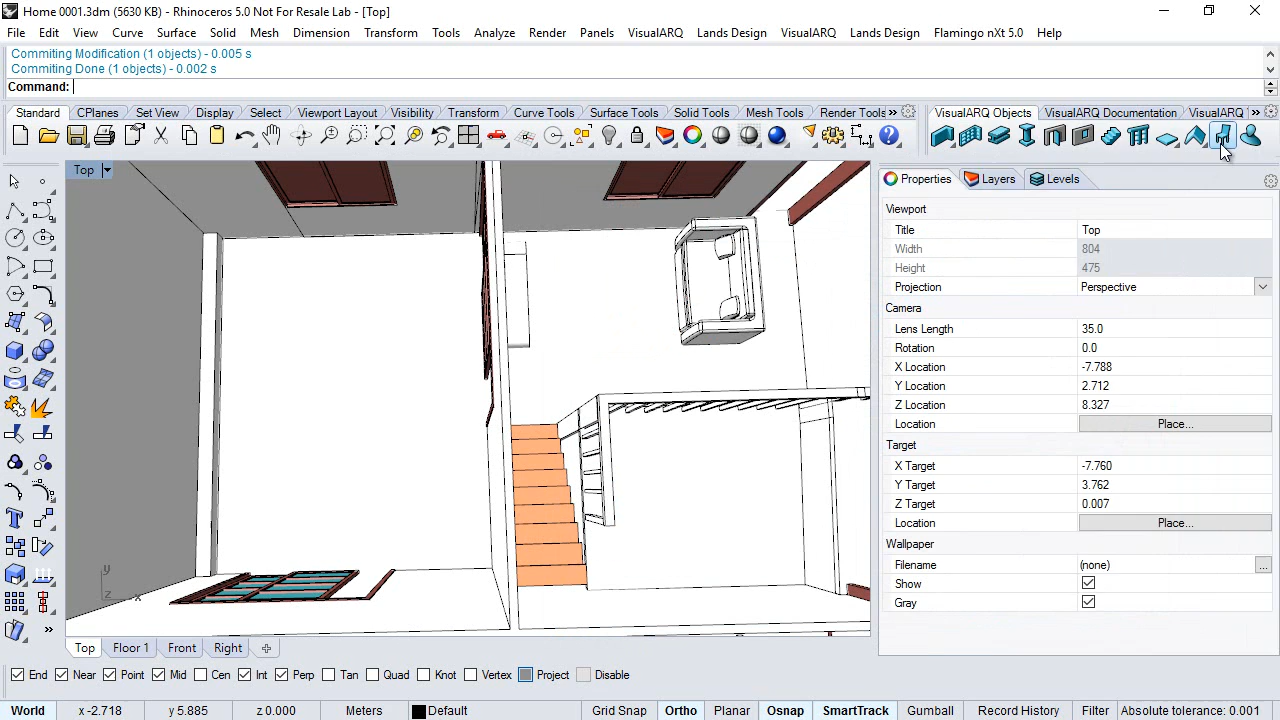 Home 0001.3dm (5630 KB) - Rhinoceros 5.0 Not For Resale Lab - [Top]
File Edit View Curve Surface Solid Mesh Dimension Transform Tools Analyze Render Panels VisualARQ Lands Design VisualARQ Lands Design Flamingo nXt 5.0 Help
Commiting Modification (1 objects) - 0.005 s
Commiting Done (1 objects) - 0.002 s
Command:
Standard CPlanes Set View Display Select Viewport Layout Visibility Transform Curve Tools Surface Tools Solid Tools Mesh Tools Render Tools » VisualARQ Objects VisualARQ Documentation VisualARQ »
Top
Properties Layers Levels
Viewport
Title Top
Width 804
Height 475
Projection Perspective
Camera
Lens Length 35.0
Rotation 0.0
X Location -7.788
Y Location 2.712
Z Location 8.327
Location Place...
Target
X Target -7.760
Y Target 3.762
Z Target 0.007
Location Place...
Wallpaper
Filename (none) ...
Show
Gray
y
z x
»
Top Floor 1 Front Right
End Near Point Mid Cen Int Perp Tan Quad Knot Vertex Project Disable
World x -2.718 y 5.885 z 0.000 Meters Default Grid Snap Ortho Planar Osnap SmartTrack Gumball Record History Filter Absolute tolerance: 0.001